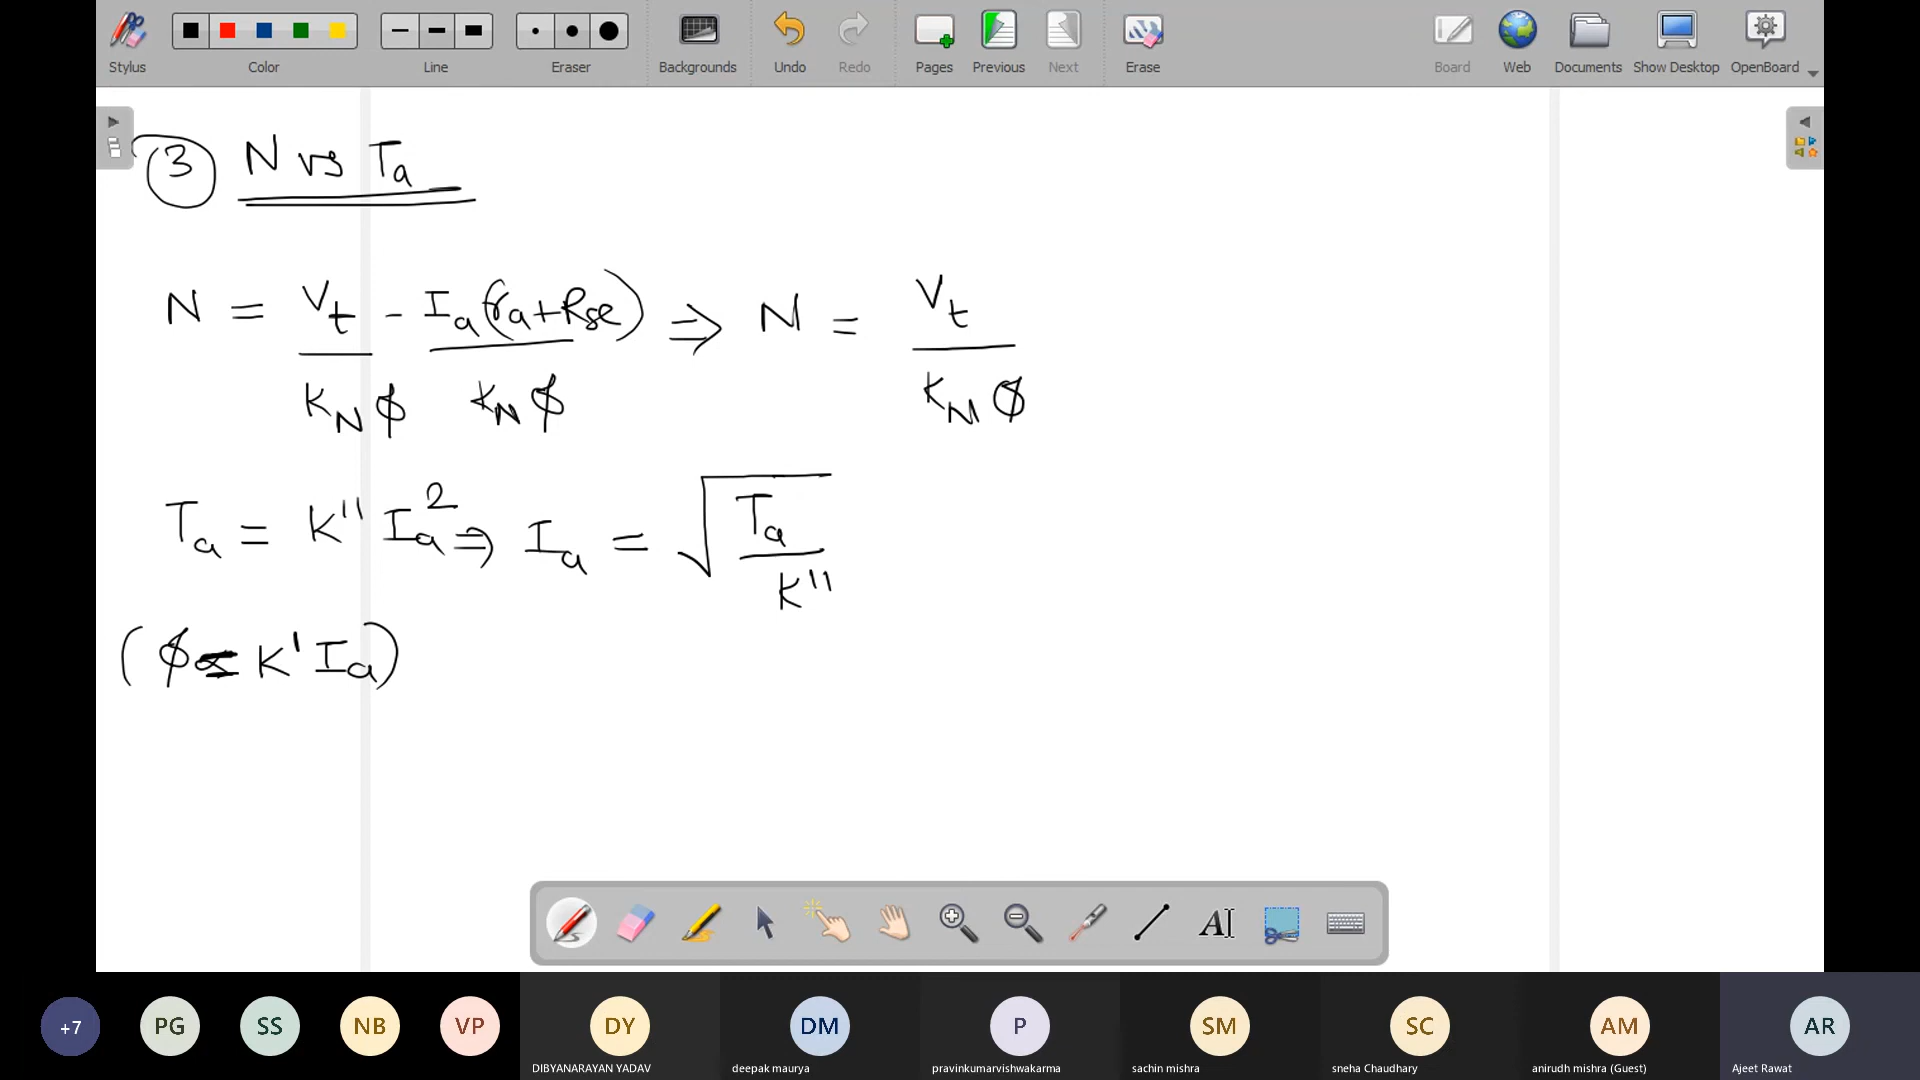 Stylus Color Line Eraser Backgrounds Undo Redo Pages Previous Next Erase Board Web Documents Show Desktop OpenBoard
3 N vs Ta
N = Vt/KNϕ - Ia(ra+Rse)/KNϕ ⇒ N = Vt/KNϕ
Ta = K'' Ia² ⇒ Ia = √(Ta/K'')
(ϕ = K' Ia)
AI
+7 PG SS NB VP DY DM P SM SC AM AR
DIBYANARAYAN YADAV deepak maurya pravinkumarvishwakarma sachin mishra sneha Chaudhary anirudh mishra (Guest) Ajeet Rawat